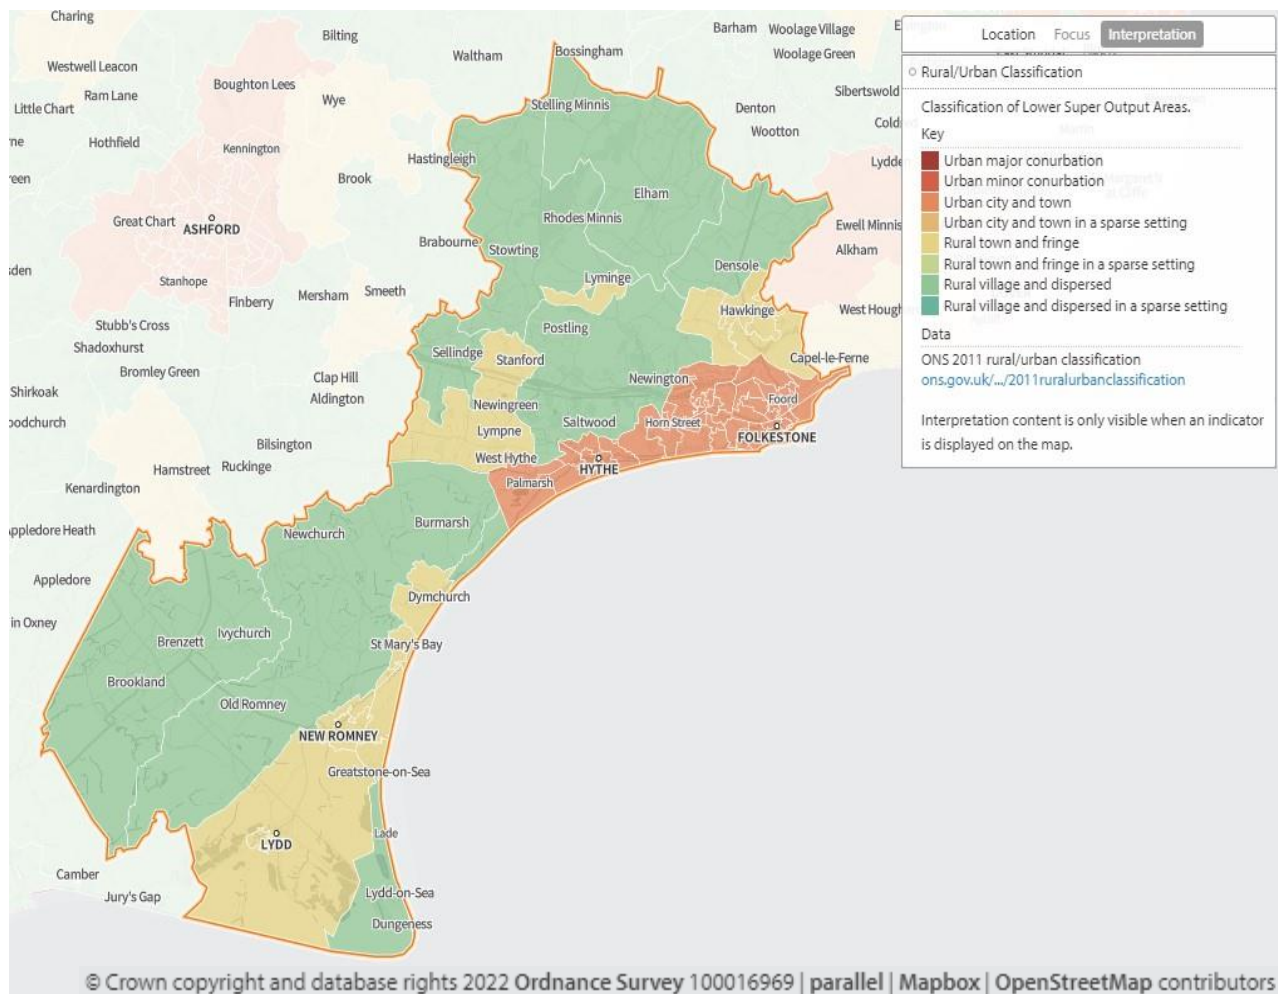 Charing
Bilting
Waltham
Bossingham
Barham
Woolage Village
Woolage Green
Location Focus Interpretation
Westwell Leacon
Boughton Lees
Ram Lane
Little Chart
Wye
Stelling Minnis
Denton
Wootton
Sibertswold
Hothfield
Kennington
Hastingleigh
Brook
Elham
Great Chart
ASHFORD
Rhodes Minnis
Ewell Minnis
Brabourne
Stowting
Alkham
Stanhope
Finberry
Mersham
Smeeth
Lyminge
Densole
Hawkinge
West Hough
Stubb's Cross
Shadoxhurst
Bromley Green
Postling
Sellindge
Stanford
Capel-le-Ferne
Shirkoak
Clap Hill
Aldington
Newington
Newingreen
Foord
oodchurch
Bilsington
Lympne
Saltwood
Horn Street
FOLKESTONE
Hamstreet
Ruckinge
West Hythe
HYTHE
Kenardington
Palmarsh
Appledore Heath
Newchurch
Burmarsh
Appledore
Dymchurch
in Oxney
Brenzett
Ivychurch
St Mary's Bay
Brookland
Old Romney
NEW ROMNEY
Greatstone-on-Sea
LYDD
Lade
Camber
Jury's Gap
Lydd-on-Sea
Dungeness
Rural/Urban Classification
Classification of Lower Super Output Areas.
Key
Urban major conurbation
Urban minor conurbation
Urban city and town
Urban city and town in a sparse setting
Rural town and fringe
Rural town and fringe in a sparse setting
Rural village and dispersed
Rural village and dispersed in a sparse setting
Data
ONS 2011 rural/urban classification
ons.gov.uk/.../2011ruralurbanclassification
Interpretation content is only visible when an indicator
is displayed on the map.
© Crown copyright and database rights 2022 Ordnance Survey 100016969 | parallel | Mapbox | OpenStreetMap contributors